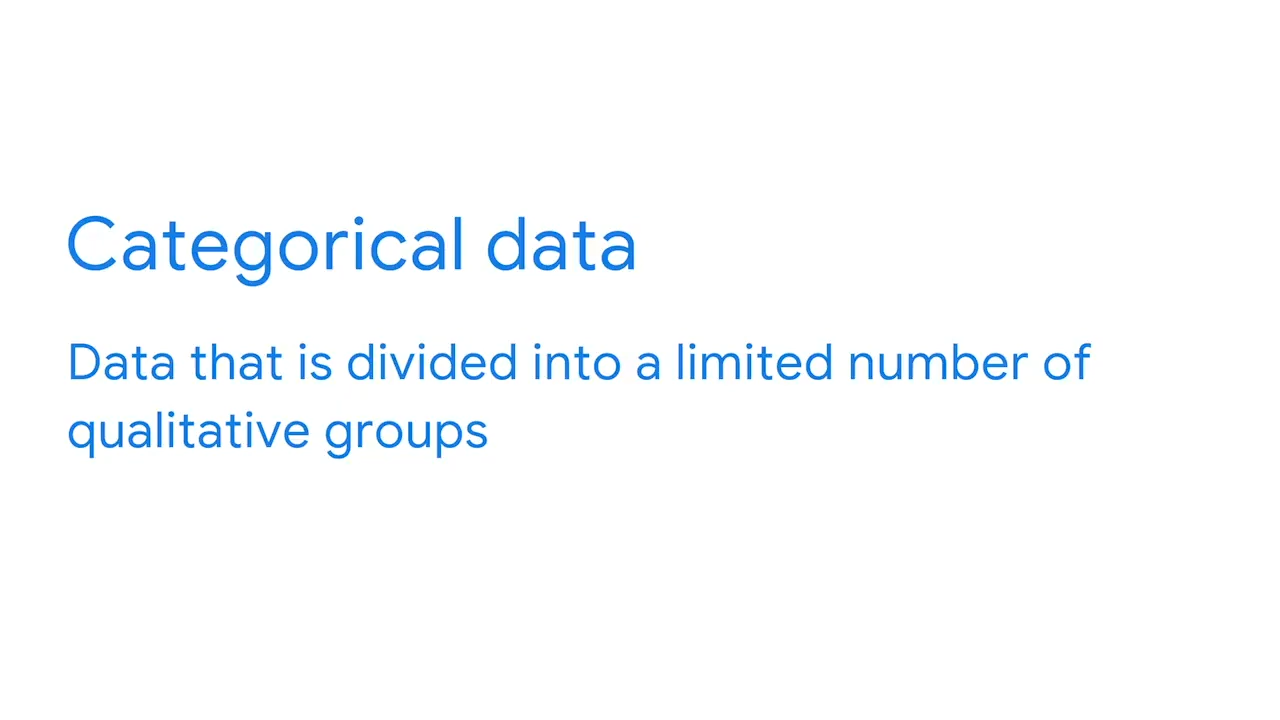 Categorical data
Data that is divided into a limited number of
qualitative groups